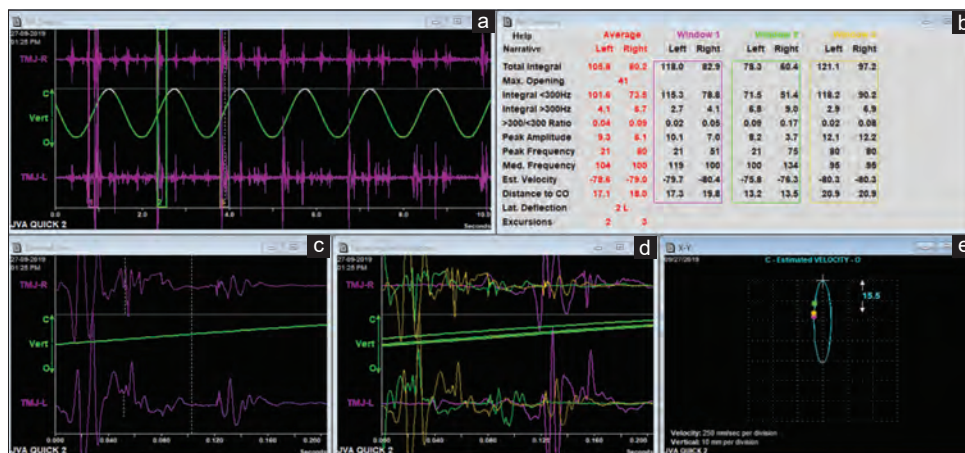 a
27-09-2019
01:25 PM
TMJ-R
C
Vert
O
TMJ-L
0.0 2.0 4.0 6.0 8.0 10.0
JVA QUICK 2 Seconds
b
Help Average Window 1
Narrative Left Right Left Right Left Right Left Right
Total Integral 105.8 80.2 118.0 82.9 78.3 60.4 121.1 97.2
Max. Opening 41
Integral <300Hz 101.6 73.5 115.3 78.8 71.5 51.4 118.2 90.2
Integral >300Hz 4.1 6.7 2.7 4.1 6.8 9.0 2.9 6.9
>300/<300 Ratio 0.04 0.09 0.02 0.05 0.09 0.17 0.02 0.08
Peak Amplitude 9.3 6.1 10.1 7.0 8.2 3.7 12.1 12.2
Peak Frequency 21 80 21 51 21 75 80 80
Med. Frequency 104 100 119 100 100 134 95 95
Est. Velocity -78.6 -79.0 -79.7 -80.4 -75.8 -76.3 -80.3 -80.3
Distance to CO 17.1 18.0 17.3 19.8 13.2 13.5 20.9 20.9
Lat. Deflection 2 L
Excursions 2 3
c
27-09-2019
01:25 PM
TMJ-R
C
Vert
O
TMJ-L
0.000 0.040 0.080 0.120 0.160 0.200
JVA QUICK 2 Seconds
d
27-09-2019
01:25 PM
TMJ-R
C
Vert
O
TMJ-L
0.000 0.040 0.080 0.120 0.160 0.200
JVA QUICK 2 Seconds
e
X-Y:
09/27/2019 C - Estimated VELOCITY - O
15.5
Velocity: 250 mm/sec per division
Vertical: 10 mm per division
JVA QUICK 2